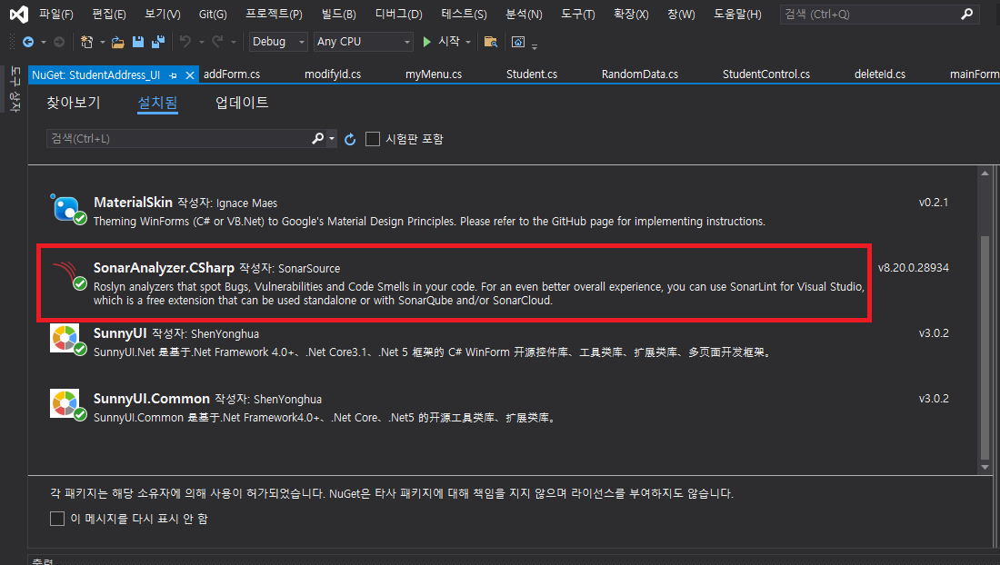 파일(F) 편집(E) 보기(V) Git(G) 프로젝트(P) 빌드(B) 디버그(D) 테스트(S) 분석(N) 도구(T) 확장(X) 창(W) 도움말(H) 검색 (Ctrl+Q)
Debug Any CPU 시작
도구 상자
NuGet: StudentAddress_UI addForm.cs modifyId.cs myMenu.cs Student.cs RandomData.cs StudentControl.cs deleteId.cs mainForm
찾아보기 설치됨 업데이트
검색(Ctrl+L) 시험판 포함
MaterialSkin 작성자: Ignace Maes v0.2.1
Theming WinForms (C# or VB.Net) to Google's Material Design Principles. Please refer to the GitHub page for implementing instructions.
SonarAnalyzer.CSharp 작성자: SonarSource v8.20.0.28934
Roslyn analyzers that spot Bugs, Vulnerabilities and Code Smells in your code. For an even better overall experience, you can use SonarLint for Visual Studio,
which is a free extension that can be used standalone or with SonarQube and/or SonarCloud.
SunnyUI 작성자: ShenYonghua v3.0.2
SunnyUI.Net 是基于.Net Framework 4.0+、.Net Core3.1、.Net 5 框架的 C# WinForm 开源控件库、工具类库、扩展类库、多页面开发框架。
SunnyUI.Common 작성자: ShenYonghua v3.0.2
SunnyUI.Common 是基于.Net Framework4.0+、.Net Core、.Net5 的开源工具类库、扩展类库。
각 패키지는 해당 소유자에 의해 사용이 허가되었습니다. NuGet은 타사 패키지에 대해 책임을 지지 않으며 라이선스를 부여하지도 않습니다.
이 메시지를 다시 표시 안 함
출력